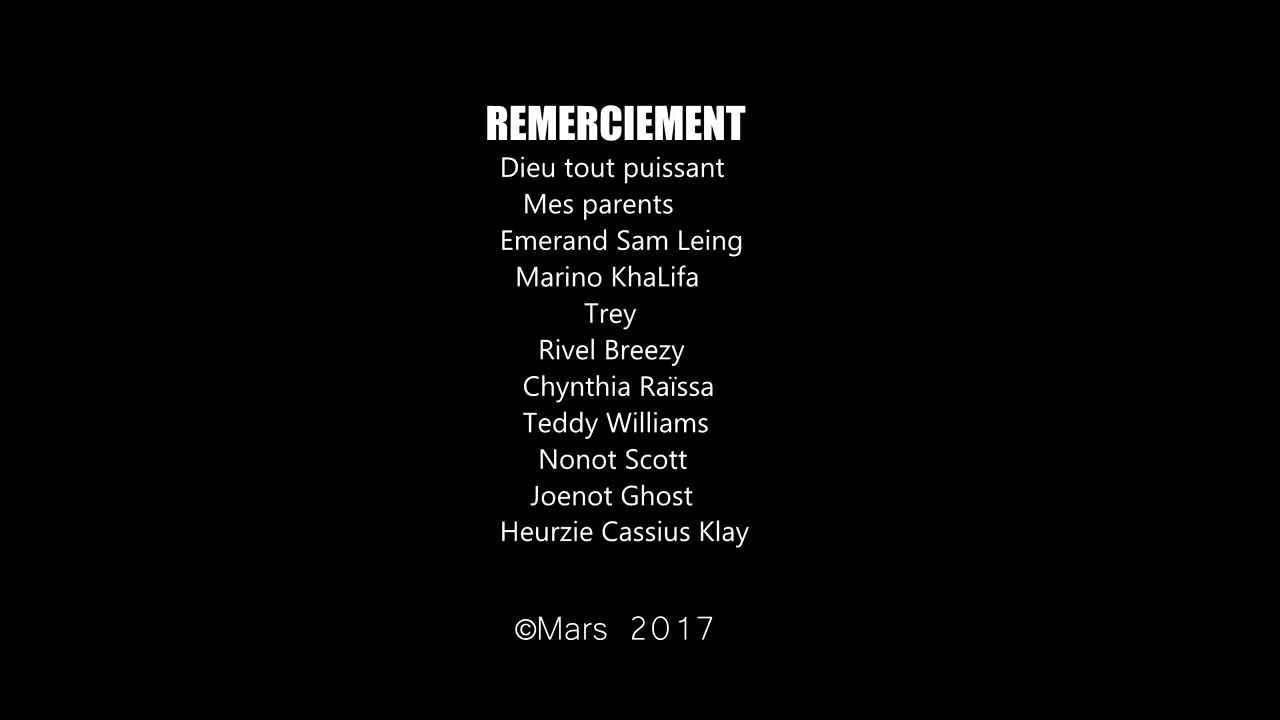 REMERCIEMENT
Dieu tout puissant
Mes parents
Emerand Sam Leing
Marino KhaLifa
Trey
Rivel Breezy
Chynthia Raïssa
Teddy Williams
Nonot Scott
Joenot Ghost
Heurzie Cassius Klay
©Mars 2017